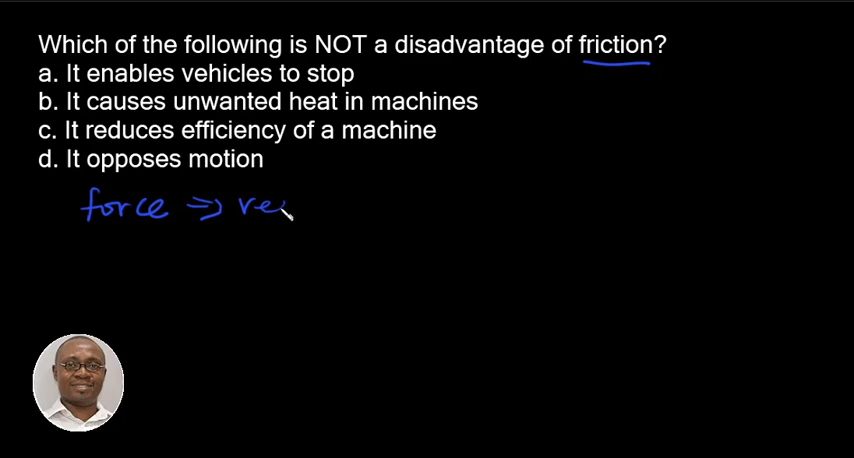 Which of the following is NOT a disadvantage of friction?
a. It enables vehicles to stop
b. It causes unwanted heat in machines
c. It reduces efficiency of a machine
d. It opposes motion
force ⇒ re